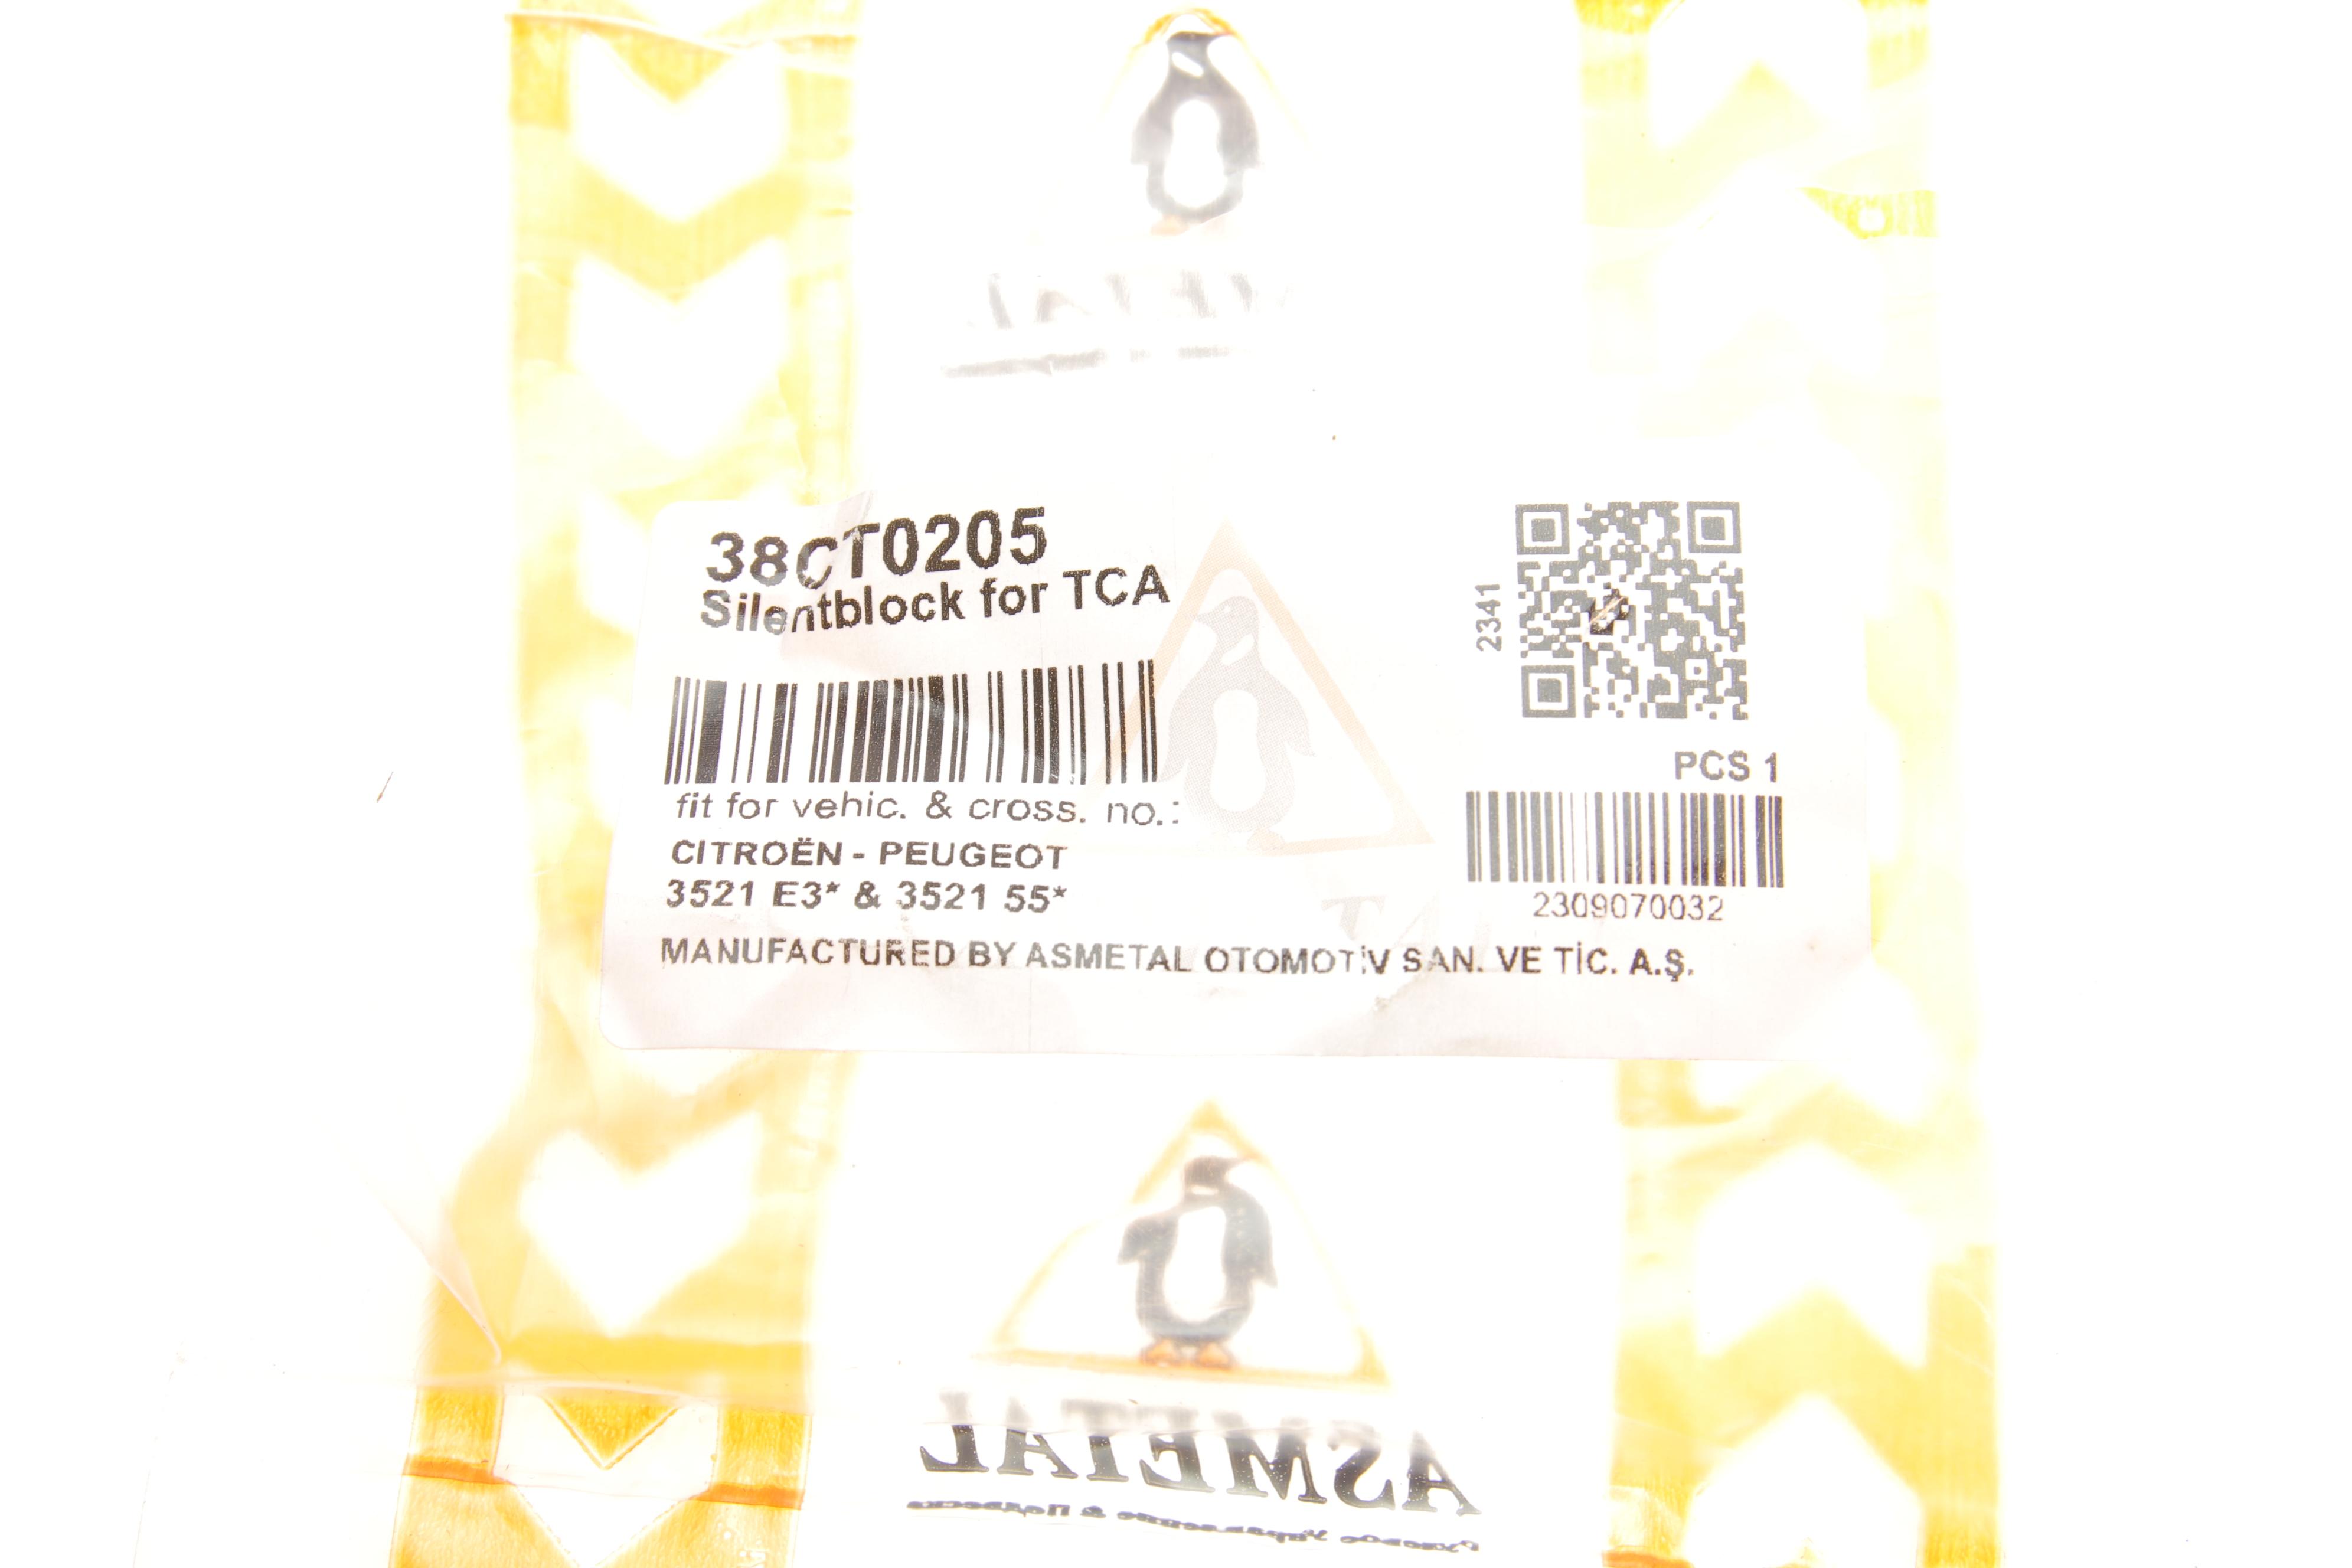 38CT0205
Silentblock for TCA
2341
PCS 1
fit for vehic. & cross. no.:
CITROËN - PEUGEOT
3521 E3* & 3521 55*
2309070032
MANUFACTURED BY ASMETAL OTOMOTİV SAN. VE TİC. A.Ş.
ASMETAL